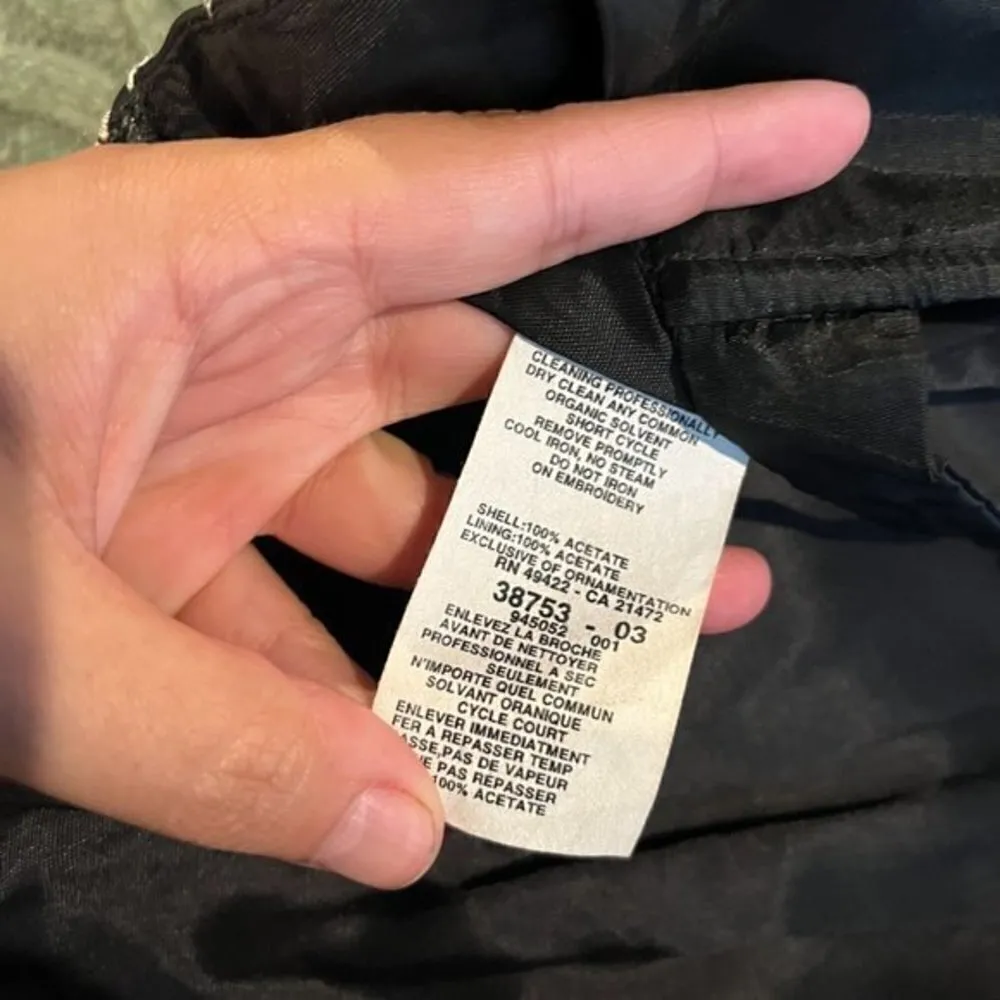 CLEANING PROFESSIONALLY
DRY CLEAN ANY COMMON
ORGANIC SOLVENT
SHORT CYCLE
REMOVE PROMPTLY
COOL IRON, NO STEAM
DO NOT IRON
ON EMBROIDERY
SHELL:100% ACETATE
LINING:100% ACETATE
EXCLUSIVE OF ORNAMENTATION
RN 49422 - CA 21472
38753 - 03
945052 001
ENLEVEZ LA BROCHE
AVANT DE NETTOYER
PROFESSIONNEL A SEC
SEULEMENT
N'IMPORTE QUEL COMMUN
SOLVANT ORANIQUE
CYCLE COURT
ENLEVER IMMEDIATMENT
FER A REPASSER TEMP
ASSE,PAS DE VAPEUR
E PAS REPASSER
100% ACETATE